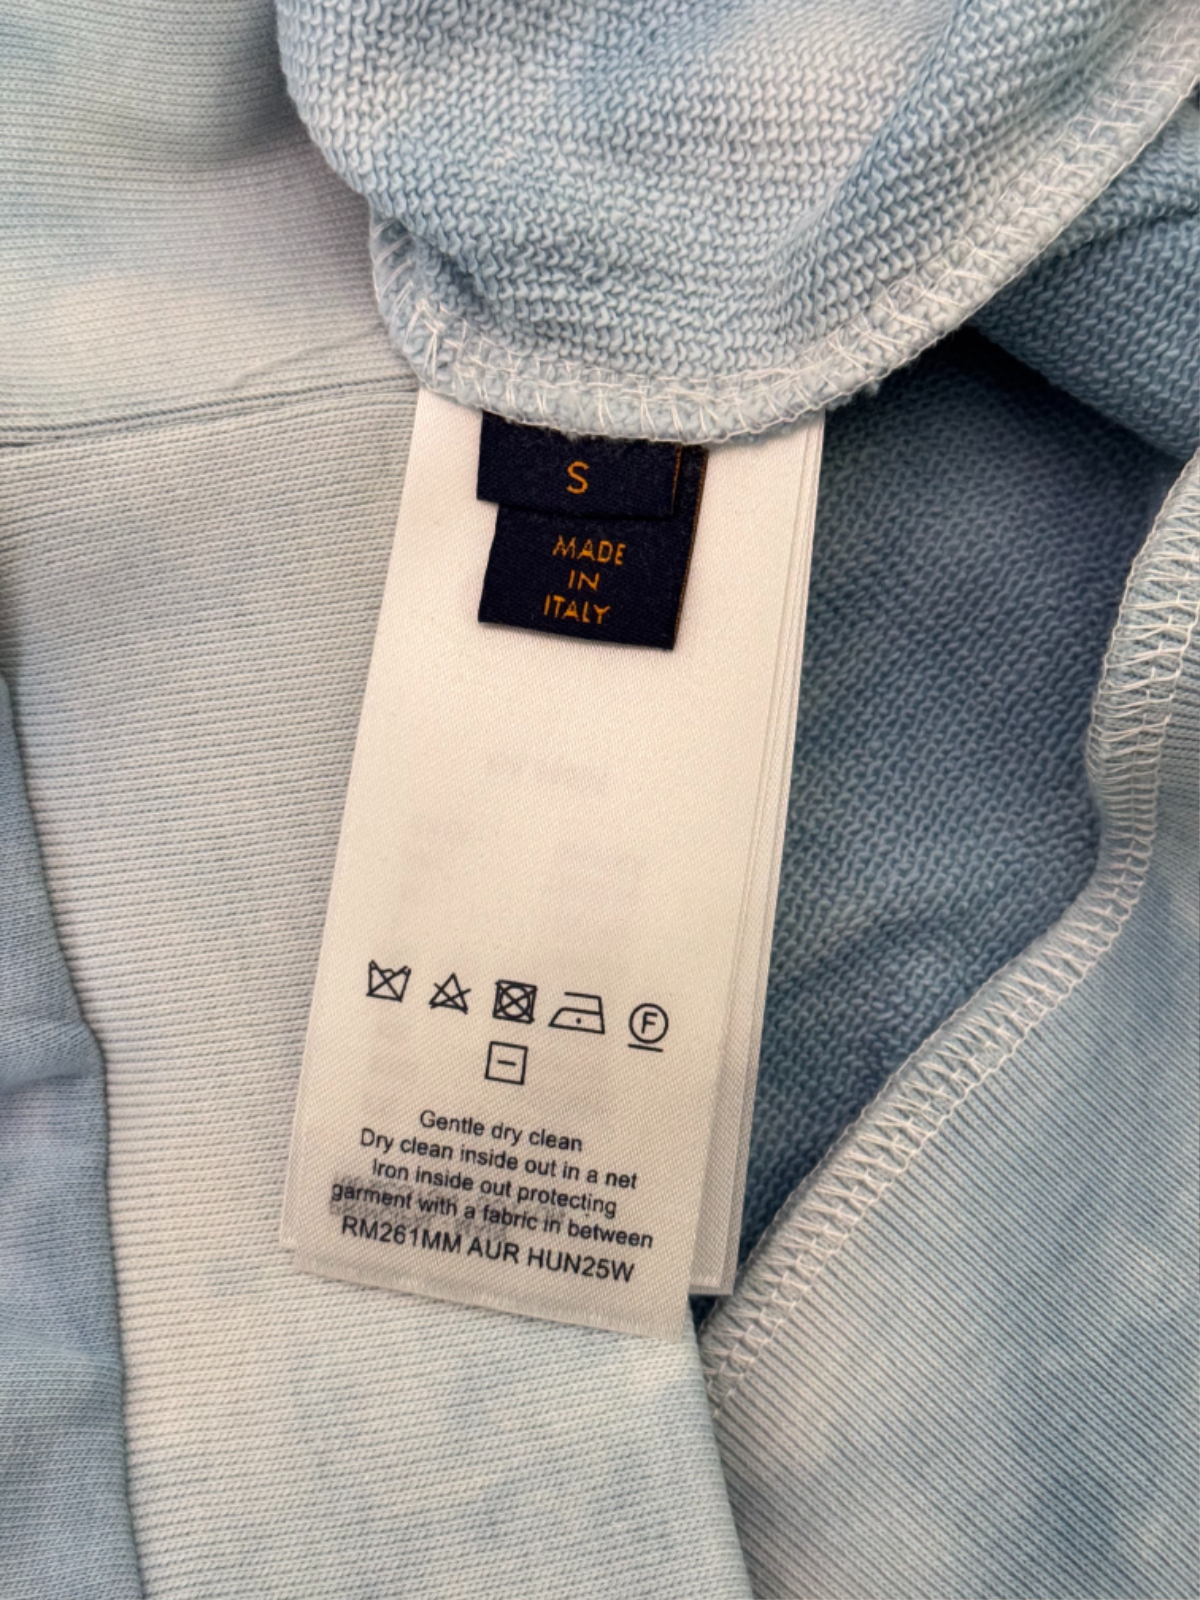 S
MADE
IN
ITALY
F
Gentle dry clean
Dry clean inside out in a net
Iron inside out protecting
garment with a fabric in between
RM261MM AUR HUN25W